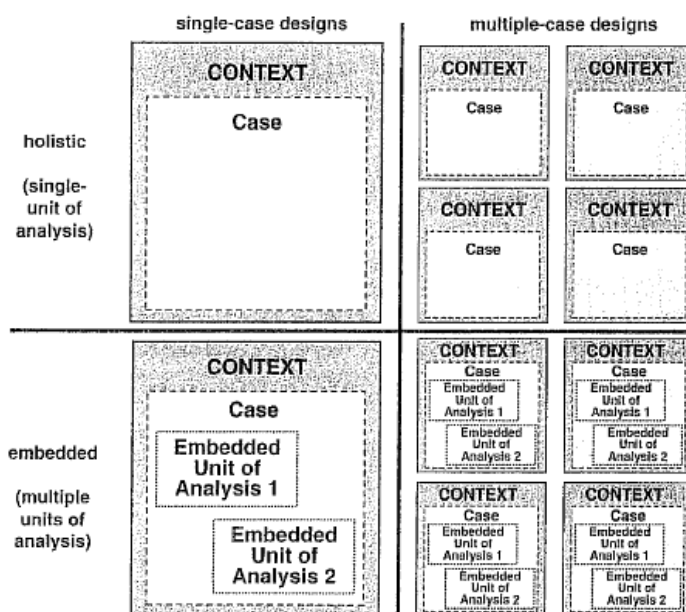 single-case designs
multiple-case designs
CONTEXT
Case
holistic
(single-
unit of
analysis)
CONTEXT
Case
CONTEXT
Case
CONTEXT
Case
CONTEXT
Case
CONTEXT
Case
Embedded
Unit of
Analysis 1
Embedded
Unit of
Analysis 2
embedded
(multiple
units of
analysis)
CONTEXT
Case
Embedded
Unit of
Analysis 1
Embedded
Unit of
Analysis 2
CONTEXT
Case
Embedded
Unit of
Analysis 1
Embedded
Unit of
Analysis 2
CONTEXT
Case
Embedded
Unit of
Analysis 1
Embedded
Unit of
Analysis 2
CONTEXT
Case
Embedded
Unit of
Analysis 1
Embedded
Unit of
Analysis 2